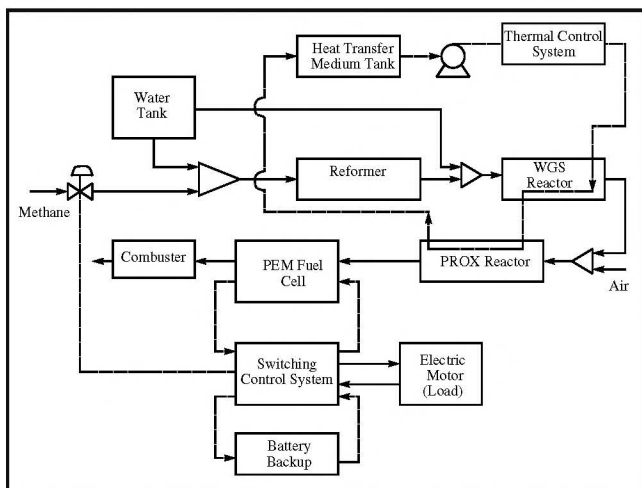 Heat Transfer
Medium Tank
Thermal Control
System
Water
Tank
Reformer
WGS
Reactor
Methane
Combuster
PEM Fuel
Cell
PROX Reactor
Air
Switching
Control System
Electric
Motor
(Load)
Battery
Backup